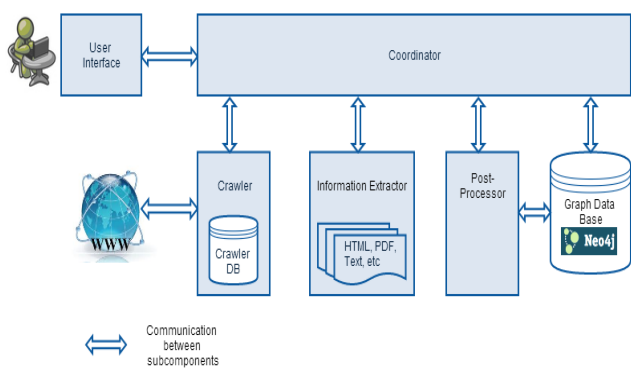 User
Interface
Coordinator
Crawler
Information Extractor
Post-
Processor
Graph Data
Base
Neo4j
WWW
Crawler
DB
HTML, PDF,
Text, etc
Communication
between
subcomponents